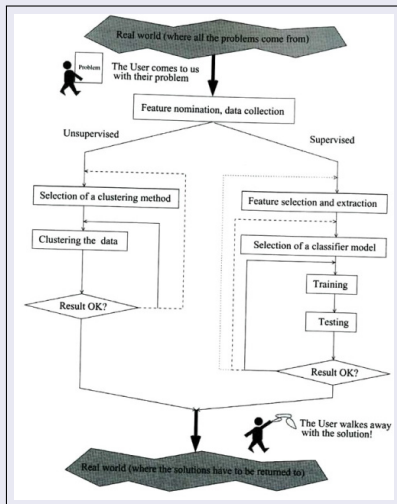 Real world (where all the problems come from)
Problem
The User comes to us
with their problem
Feature nomination, data collection
Unsupervised
Supervised
Selection of a clustering method
Feature selection and extraction
Clustering the data
Selection of a classifier model
Training
Testing
Result OK?
Result OK?
The User walkes away
with the solution!
Real world (where the solutions have to be returned to)